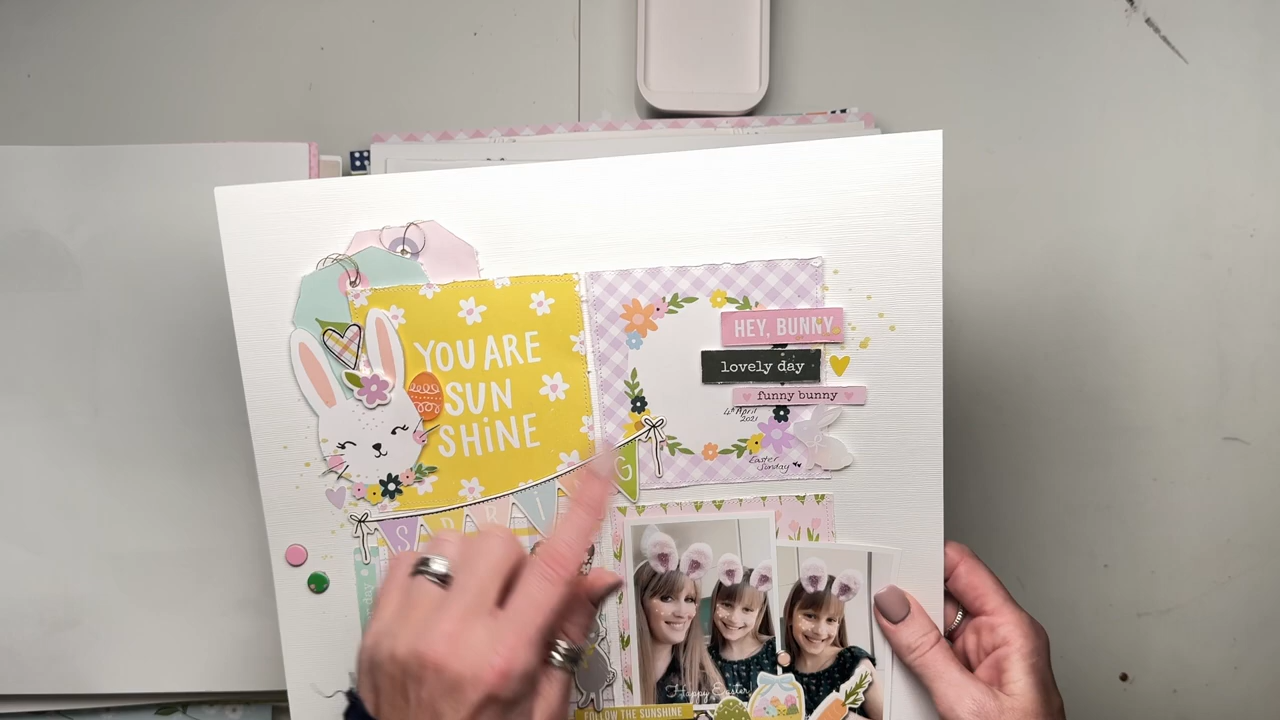 YOU ARE
SUN
SHINE
HEY, BUNNY
lovely day
funny bunny
4th April
2021
Easter
Sunday
Happy Easter
FOLLOW THE SUNSHINE